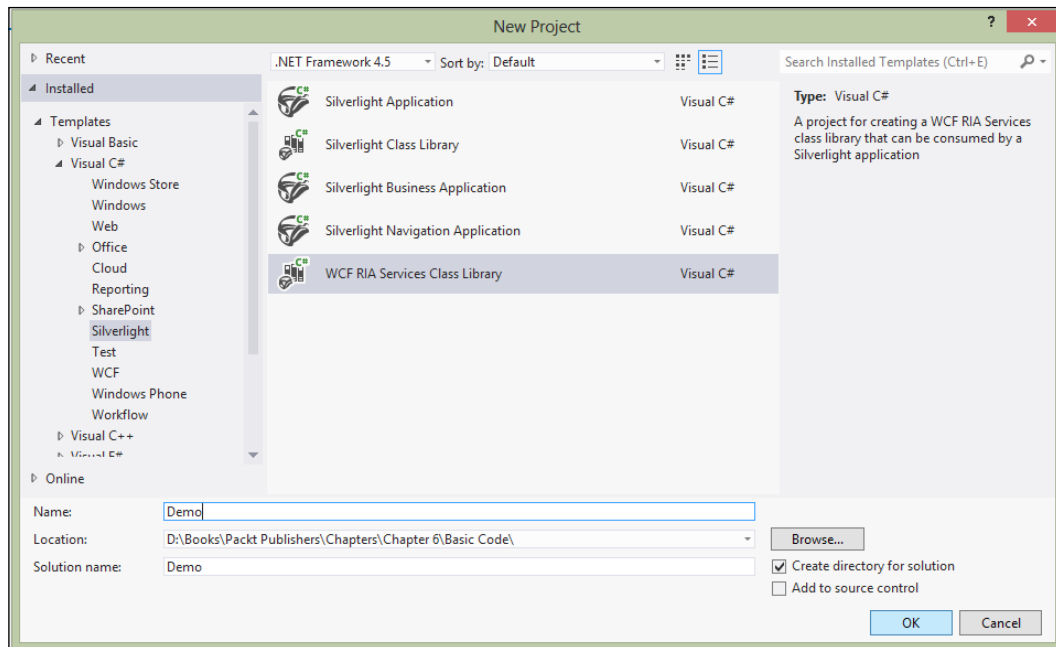 New Project
?
Recent
.NET Framework 4.5
Sort by: Default
Search Installed Templates (Ctrl+E)
Installed
Templates
Visual Basic
Visual C#
Windows Store
Windows
Web
Office
Cloud
Reporting
SharePoint
Silverlight
Test
WCF
Windows Phone
Workflow
Visual C++
Visual F#
Online
C# Silverlight Application Visual C#
C# Silverlight Class Library Visual C#
C# Silverlight Business Application Visual C#
C# Silverlight Navigation Application Visual C#
C# WCF RIA Services Class Library Visual C#
Type: Visual C#
A project for creating a WCF RIA Services
class library that can be consumed by a
Silverlight application
Name: Demo
Location: D:\Books\Packt Publishers\Chapters\Chapter 6\Basic Code\
Browse...
Solution name: Demo
Create directory for solution
Add to source control
OK
Cancel